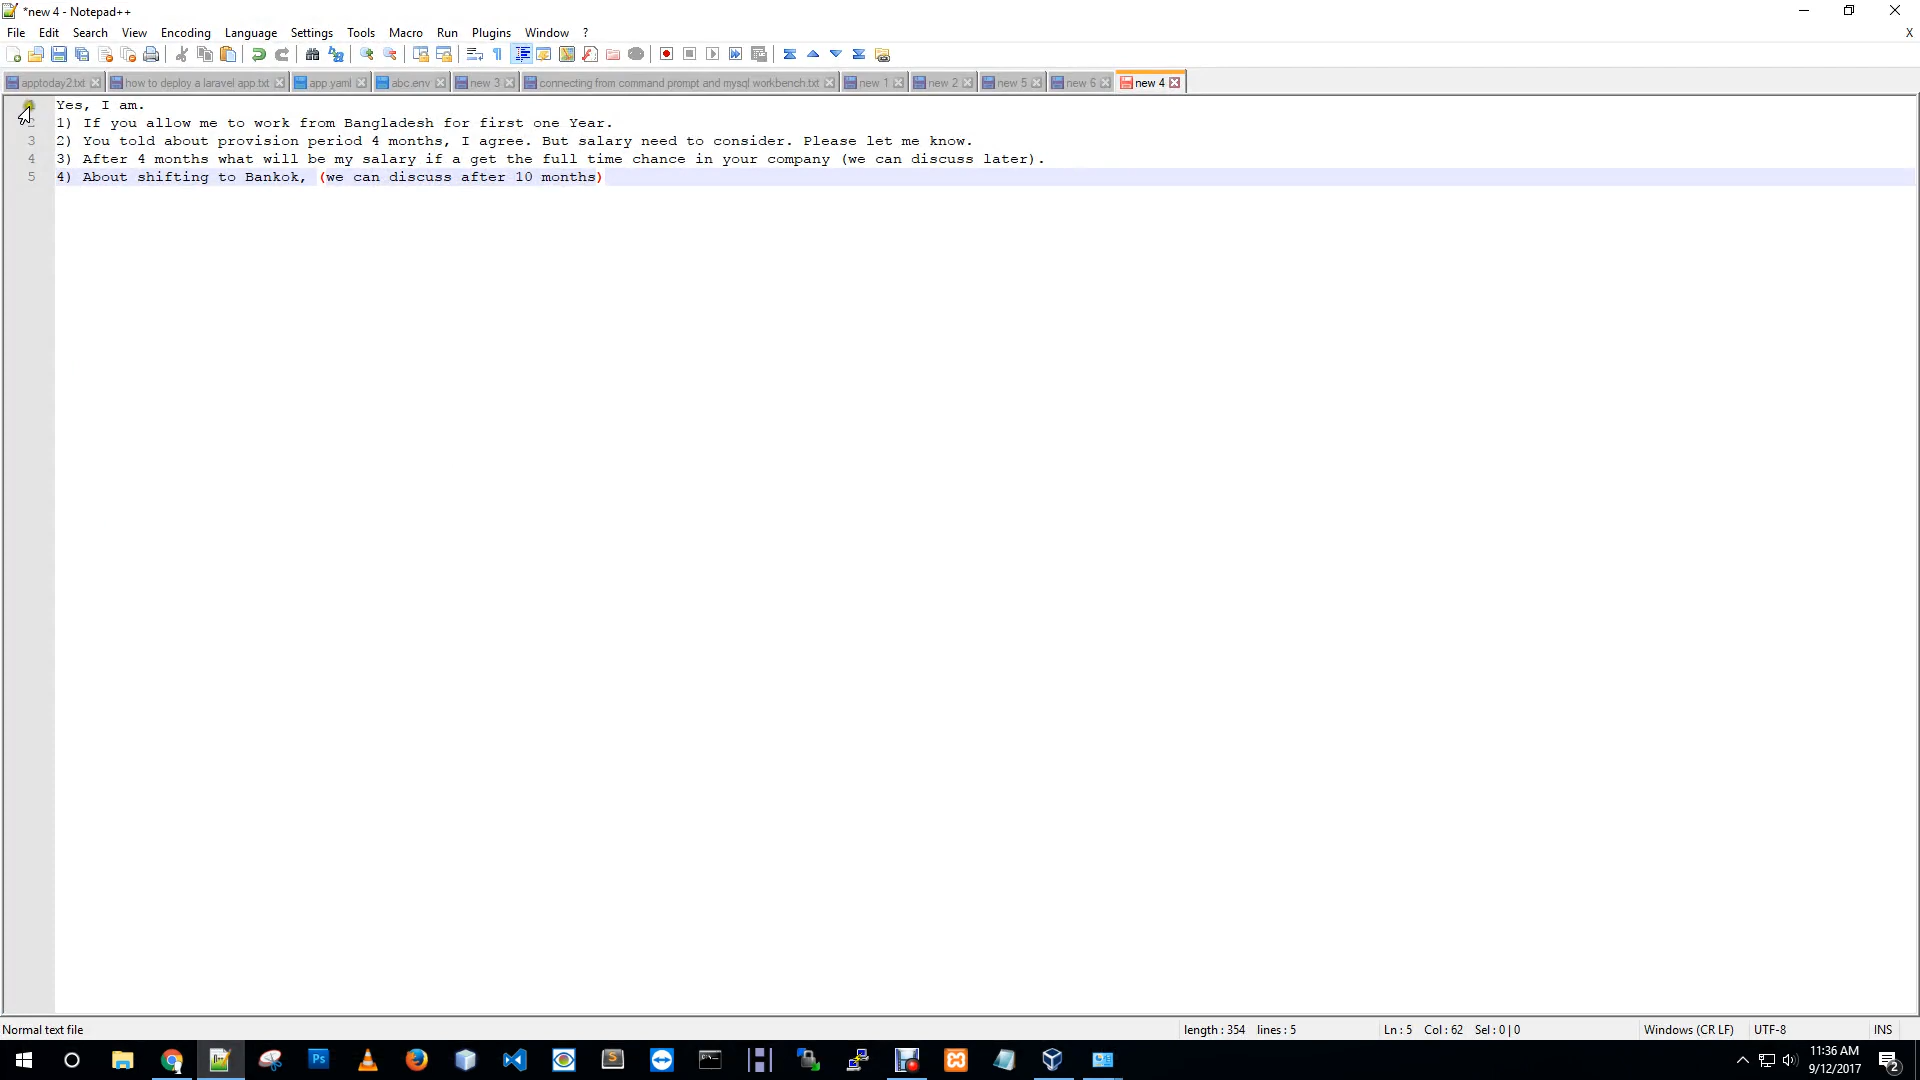 *new 4 - Notepad++
File Edit Search View Encoding Language Settings Tools Macro Run Plugins Window ? X
apptoday2.txt how to deploy a laravel app.txt app.yaml abc.env new 3 connecting from command prompt and mysql workbench.txt new 1 new 2 new 5 new 6 new 4
Yes, I am.
2 1) If you allow me to work from Bangladesh for first one Year.
3 2) You told about provision period 4 months, I agree. But salary need to consider. Please let me know.
4 3) After 4 months what will be my salary if a get the full time chance in your company (we can discuss later).
5 4) About shifting to Bankok, (we can discuss after 10 months)
Normal text file length : 354 lines : 5 Ln : 5 Col : 62 Sel : 0 | 0 Windows (CR LF) UTF-8 INS
11:36 AM
9/12/2017
2